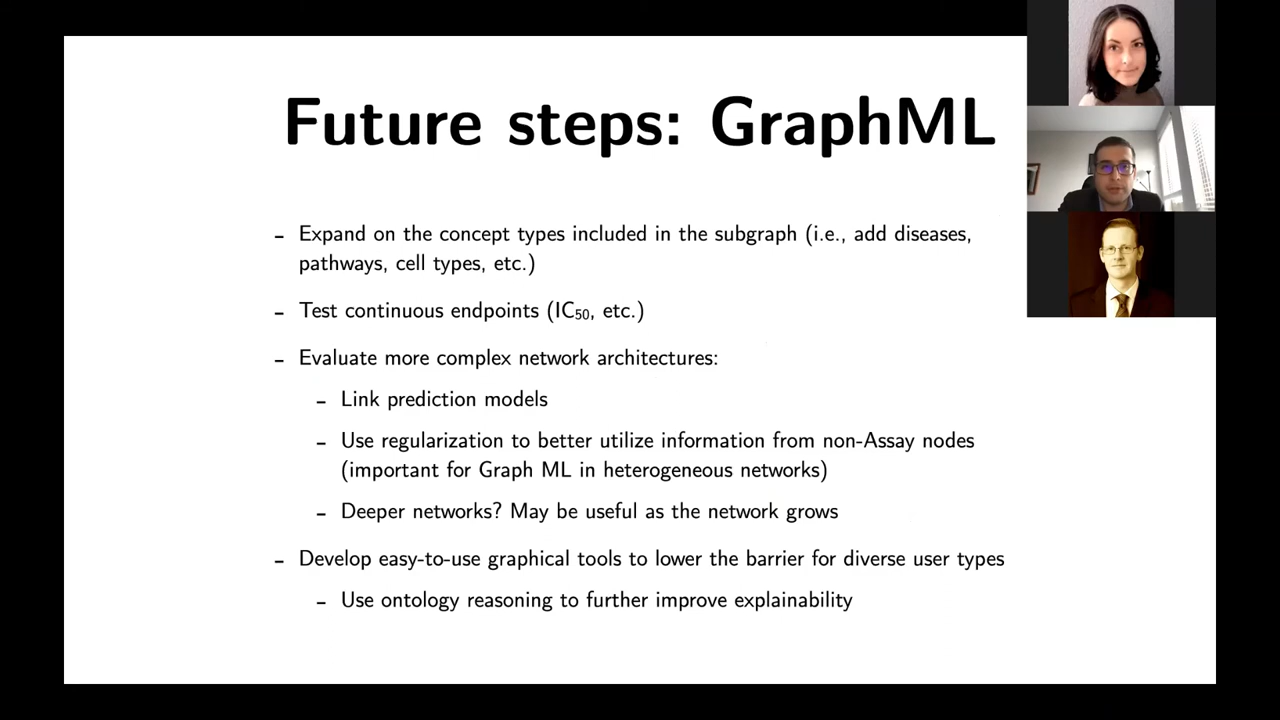 Future steps: GraphML
- Expand on the concept types included in the subgraph (i.e., add diseases,
pathways, cell types, etc.)
- Test continuous endpoints (IC₅₀, etc.)
- Evaluate more complex network architectures:
- Link prediction models
- Use regularization to better utilize information from non-Assay nodes
(important for Graph ML in heterogeneous networks)
- Deeper networks? May be useful as the network grows
- Develop easy-to-use graphical tools to lower the barrier for diverse user types
- Use ontology reasoning to further improve explainability